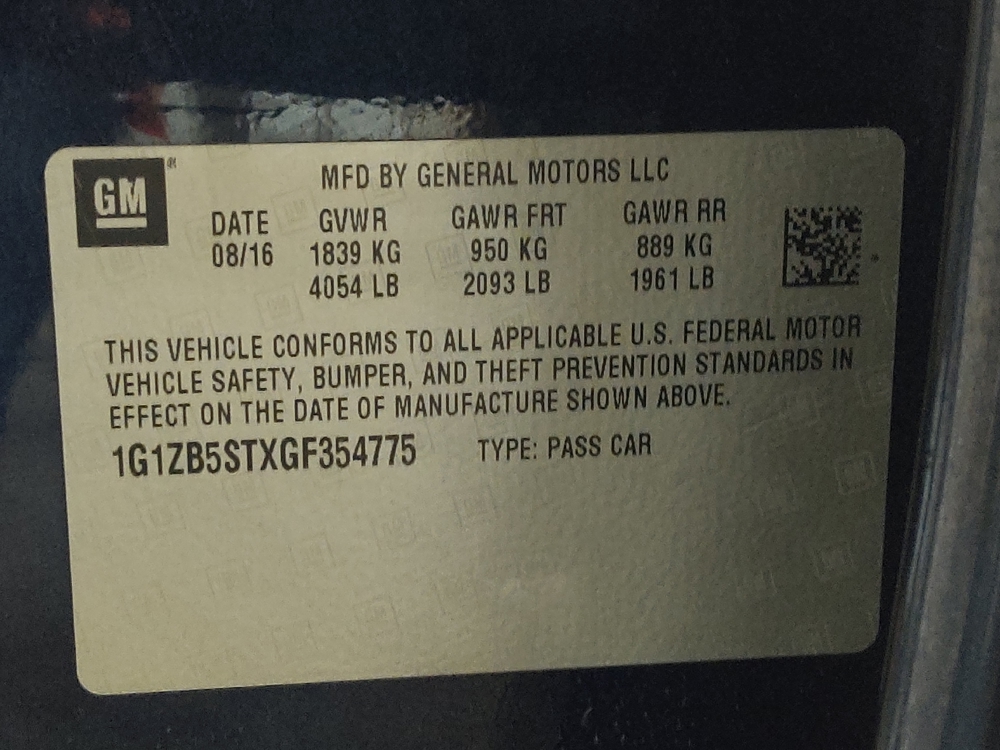 GM
MFD BY GENERAL MOTORS LLC
DATE GVWR GAWR FRT GAWR RR
08/16 1839 KG 950 KG 889 KG
4054 LB 2093 LB 1961 LB
THIS VEHICLE CONFORMS TO ALL APPLICABLE U.S. FEDERAL MOTOR
VEHICLE SAFETY, BUMPER, AND THEFT PREVENTION STANDARDS IN
EFFECT ON THE DATE OF MANUFACTURE SHOWN ABOVE.
1G1ZB5STXGF354775 TYPE: PASS CAR